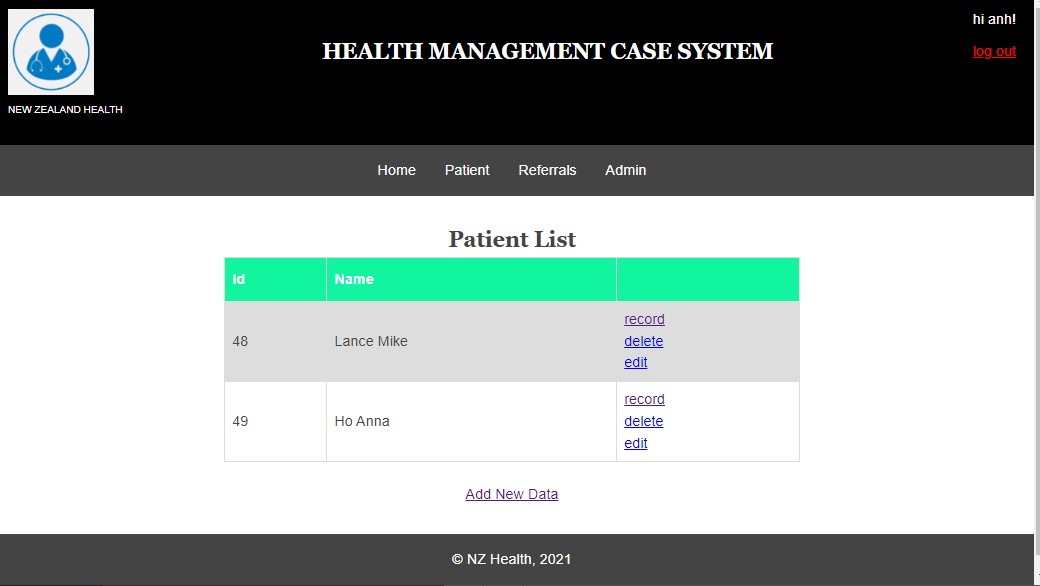 hi anh!
HEALTH MANAGEMENT CASE SYSTEM
log out
NEW ZEALAND HEALTH
Home Patient Referrals Admin
Patient List
Id Name
record
48 Lance Mike delete
edit
record
49 Ho Anna delete
edit
Add New Data
© NZ Health, 2021